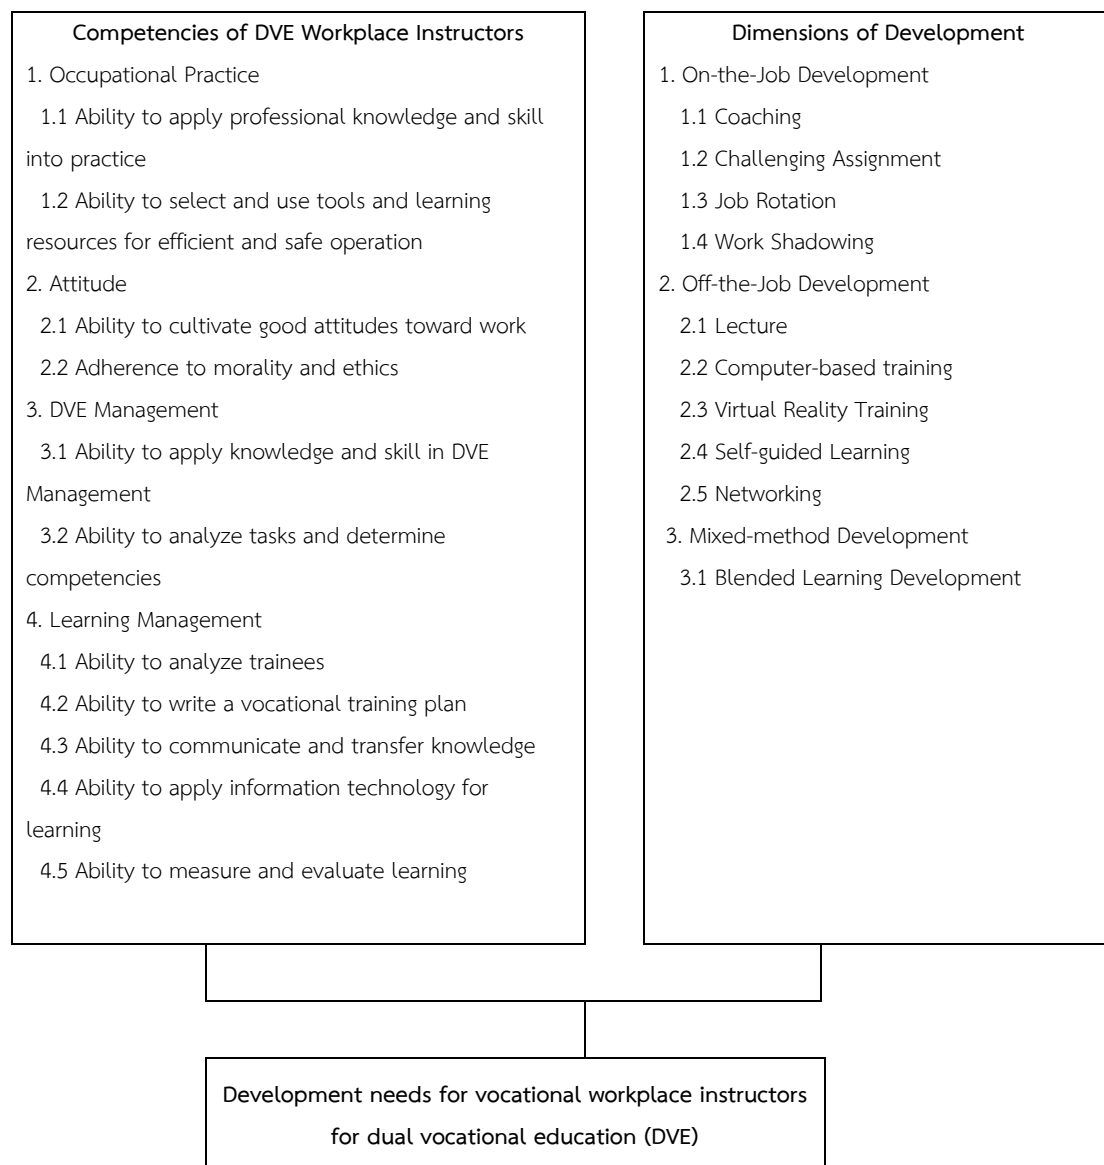 Competencies of DVE Workplace Instructors
1. Occupational Practice
1.1 Ability to apply professional knowledge and skill
into practice
1.2 Ability to select and use tools and learning
resources for efficient and safe operation
2. Attitude
2.1 Ability to cultivate good attitudes toward work
2.2 Adherence to morality and ethics
3. DVE Management
3.1 Ability to apply knowledge and skill in DVE
Management
3.2 Ability to analyze tasks and determine
competencies
4. Learning Management
4.1 Ability to analyze trainees
4.2 Ability to write a vocational training plan
4.3 Ability to communicate and transfer knowledge
4.4 Ability to apply information technology for
learning
4.5 Ability to measure and evaluate learning
Dimensions of Development
1. On-the-Job Development
1.1 Coaching
1.2 Challenging Assignment
1.3 Job Rotation
1.4 Work Shadowing
2. Off-the-Job Development
2.1 Lecture
2.2 Computer-based training
2.3 Virtual Reality Training
2.4 Self-guided Learning
2.5 Networking
3. Mixed-method Development
3.1 Blended Learning Development
Development needs for vocational workplace instructors
for dual vocational education (DVE)